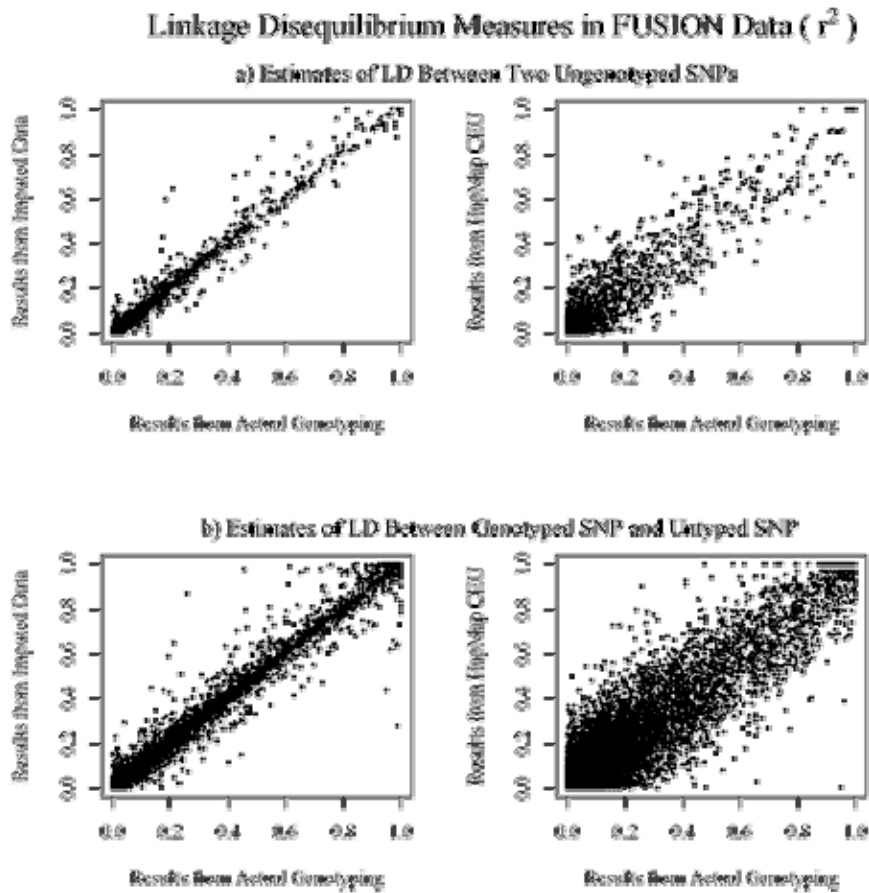 Linkage Disequilibrium Measures in FUSION Data ( r² )
a) Estimates of LD Between Two Ungenotyped SNPs
Results from Imputed Data
0.0 0.2 0.4 0.6 0.8 1.0
0.0 0.2 0.4 0.6 0.8 1.0
Results from Actual Genotyping
Results from HapMap CEU
0.0 0.2 0.4 0.6 0.8 1.0
0.0 0.2 0.4 0.6 0.8 1.0
Results from Actual Genotyping
b) Estimates of LD Between Genotyped SNP and Untyped SNP
Results from Imputed Data
0.0 0.2 0.4 0.6 0.8 1.0
0.0 0.2 0.4 0.6 0.8 1.0
Results from Actual Genotyping
Results from HapMap CEU
0.0 0.2 0.4 0.6 0.8 1.0
0.0 0.2 0.4 0.6 0.8 1.0
Results from Actual Genotyping